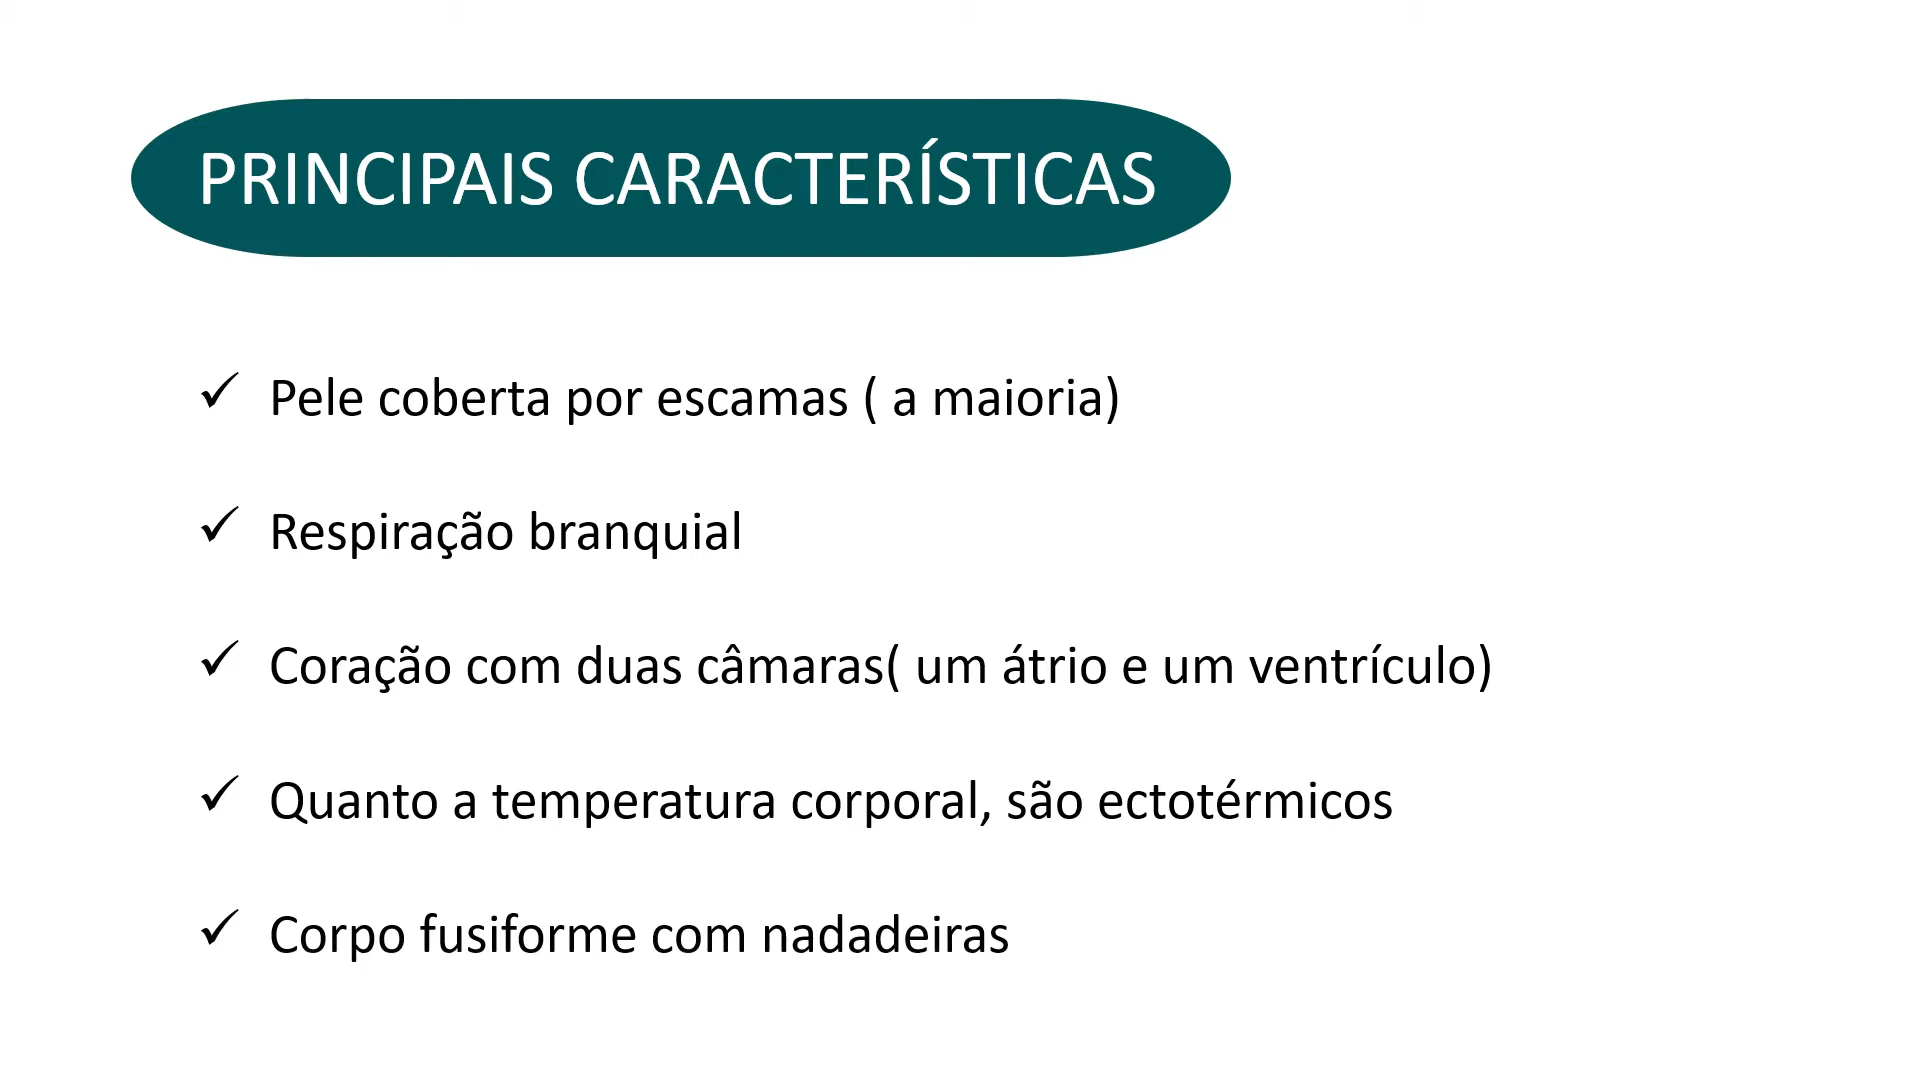 PRINCIPAIS CARACTERÍSTICAS
✓ Pele coberta por escamas ( a maioria)
✓ Respiração branquial
✓ Coração com duas câmaras( um átrio e um ventrículo)
✓ Quanto a temperatura corporal, são ectotérmicos
✓ Corpo fusiforme com nadadeiras